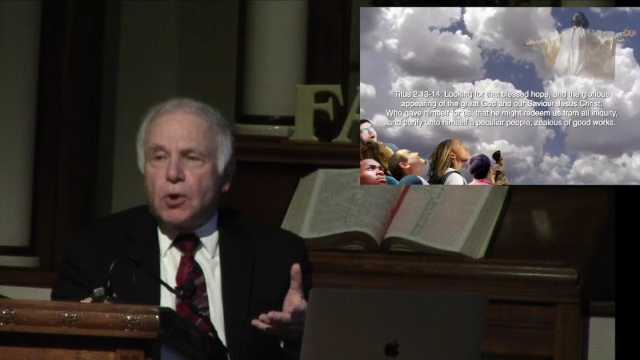 Titus 2:13-14. Looking for that blessed hope, and the glorious
appearing of the great God and our Saviour Jesus Christ;
Who gave himself for us, that he might redeem us from all iniquity,
and purify unto himself a peculiar people, zealous of good works.
FA